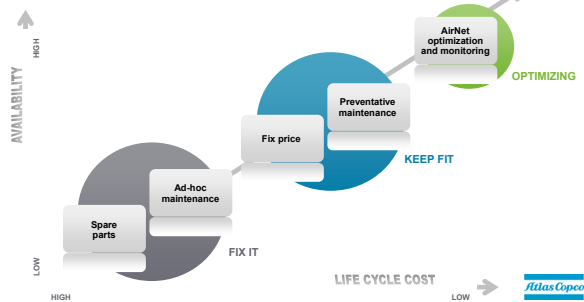 AirNet
optimization
and monitoring
OPTIMIZING
HIGH
AVAILABILITY
Preventative
maintenance
Fix price
KEEP FIT
Ad-hoc
maintenance
Spare
parts
FIX IT
LOW
LIFE CYCLE COST
HIGH
LOW
Atlas Copco